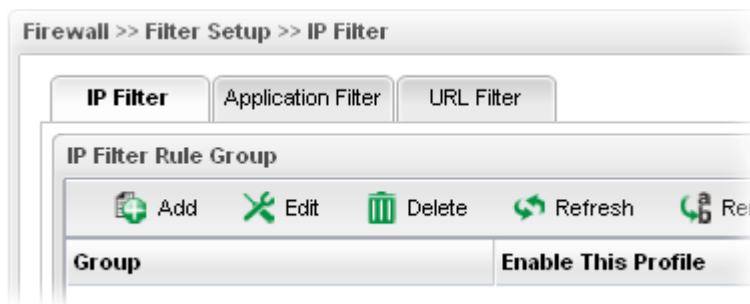 Firewall >> Filter Setup >> IP Filter
IP Filter Application Filter URL Filter
IP Filter Rule Group
Add Edit Delete Refresh
Group Enable This Profile